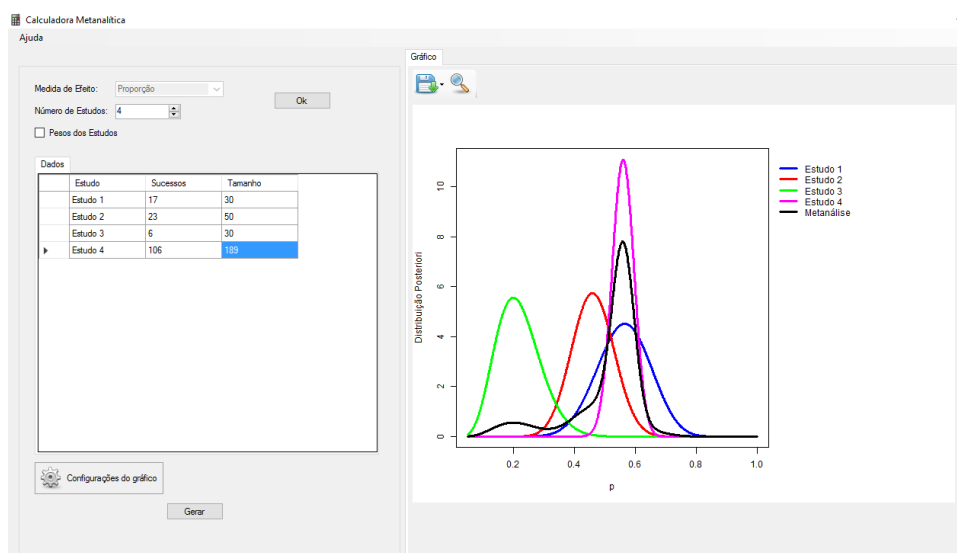 Calculadora Metanalítica
Ajuda
Medida de Efeito: Proporção
Ok
Número de Estudos: 4
Pesos dos Estudos
Dados
Estudo Sucessos Tamanho
Estudo 1 17 30
Estudo 2 23 50
Estudo 3 6 30
Estudo 4 106 189
Configurações do gráfico
Gerar
Gráfico
Estudo 1
Estudo 2
Estudo 3
Estudo 4
Metanálise
Distribuição Posteriori
10
8
6
4
2
0
0.2 0.4 0.6 0.8 1.0
p